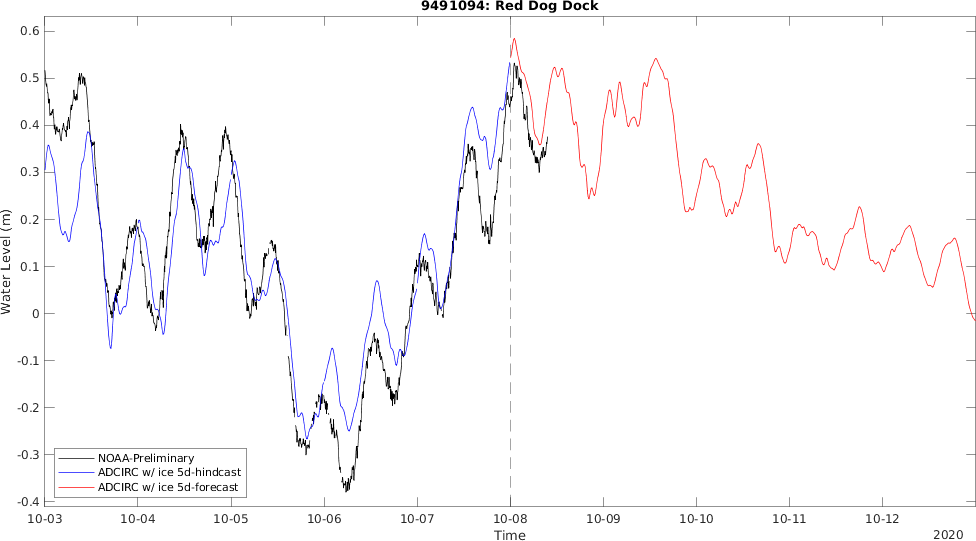 9491094: Red Dog Dock
0.6
0.5
0.4
0.3
0.2
0.1
0
-0.1
-0.2
-0.3
-0.4
Water Level (m)
NOAA-Preliminary
ADCIRC w/ ice 5d-hindcast
ADCIRC w/ ice 5d-forecast
10-03 10-04 10-05 10-06 10-07 10-08 10-09 10-10 10-11 10-12
Time
2020